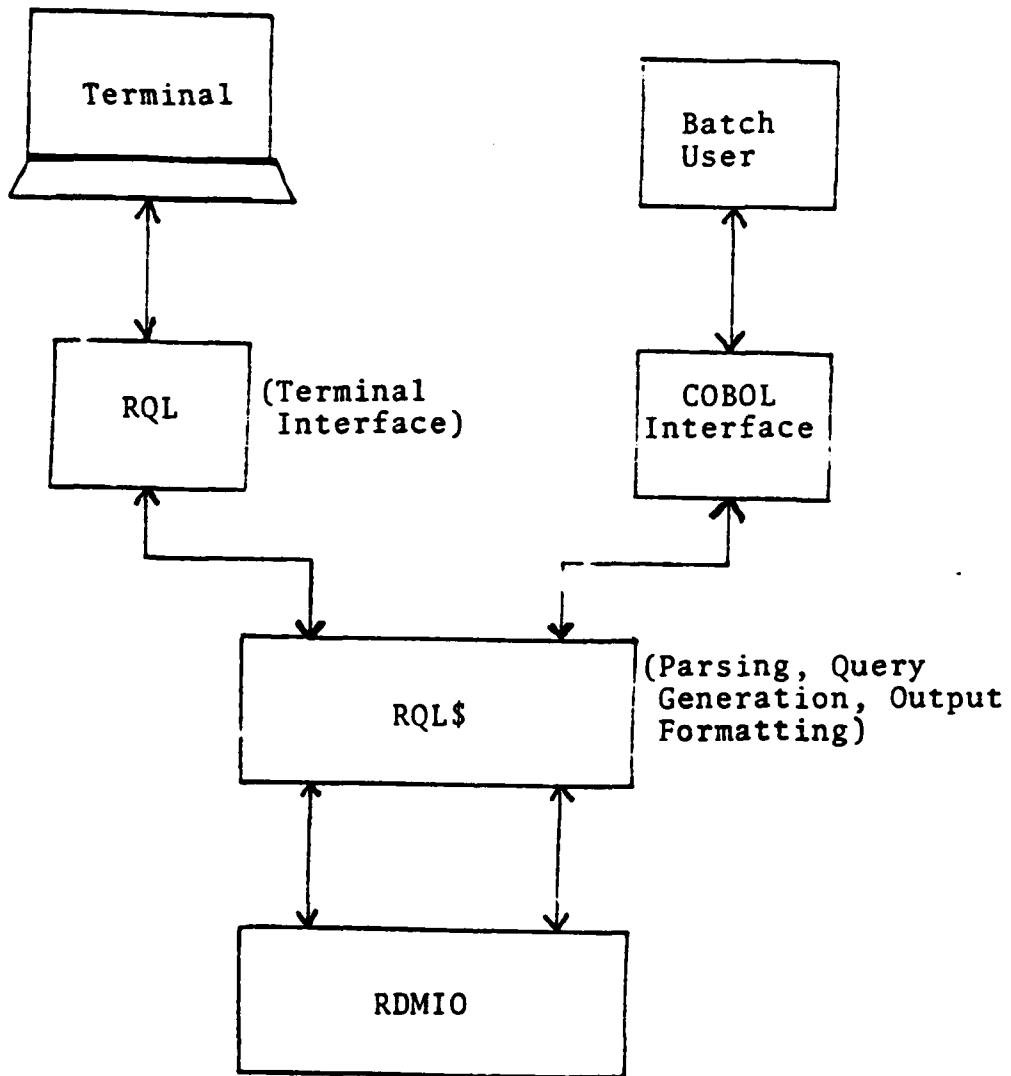 Terminal
Batch
User
RQL
(Terminal
Interface)
COBOL
Interface
RQL$
(Parsing, Query
Generation, Output
Formatting)
RDMIO